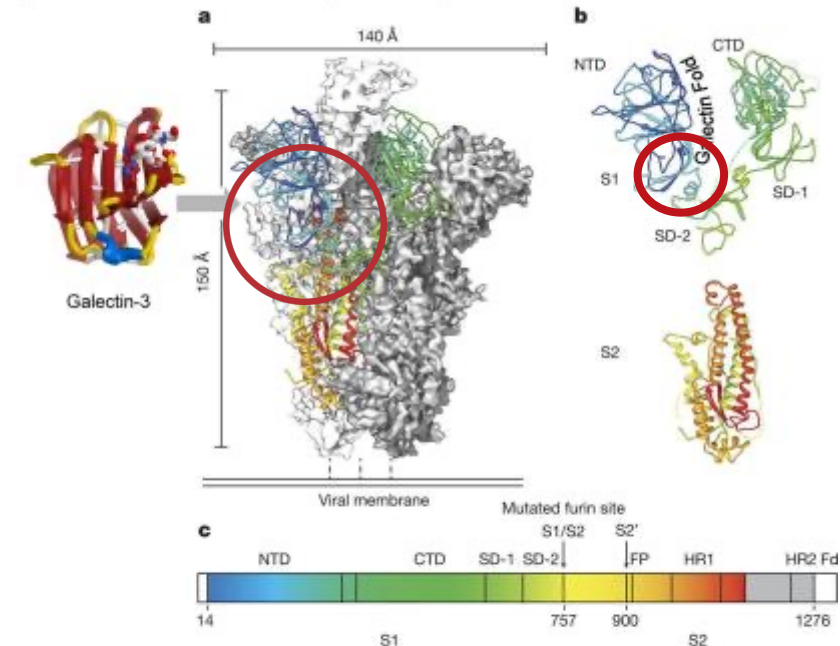 a
140 Å
b
NTD
CTD
Galectin Fold
S1
SD-1
SD-2
150 Å
Galectin-3
S2
Viral membrane
Mutated furin site
c
S1/S2
S2'
NTD
CTD
SD-1
SD-2
FP
HR1
HR2
Fd
14
757
900
1276
S1
S2